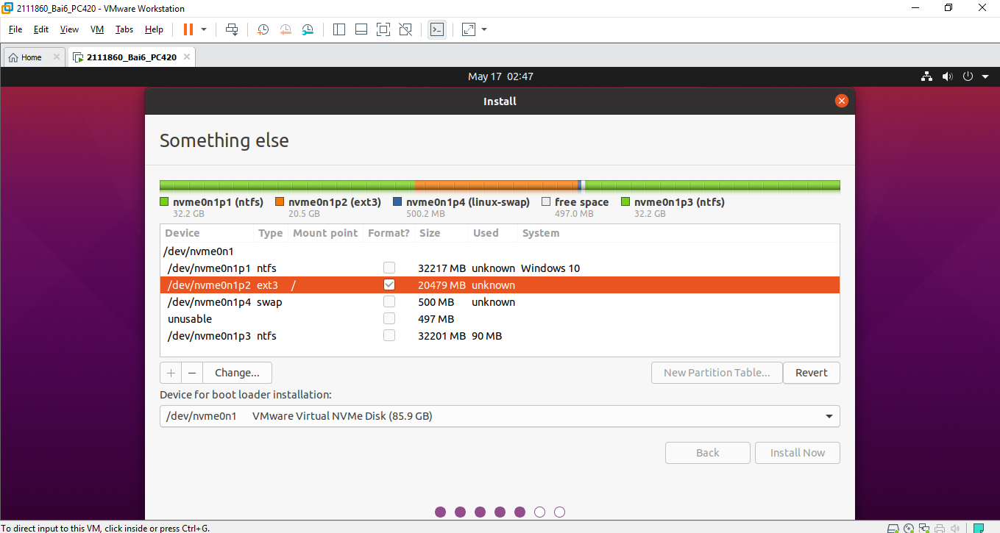 2111860_Bai6_PC420 - VMware Workstation
File Edit View VM Tabs Help
Home 2111860_Bai6_PC420
May 17 02:47
Install
Something else
nvme0n1p1 (ntfs) nvme0n1p2 (ext3) nvme0n1p4 (linux-swap) free space nvme0n1p3 (ntfs)
32.2 GB 20.5 GB 500.2 MB 497.0 MB 32.2 GB
Device Type Mount point Format? Size Used System
/dev/nvme0n1
/dev/nvme0n1p1 ntfs 32217 MB unknown Windows 10
/dev/nvme0n1p2 ext3 / 20479 MB unknown
/dev/nvme0n1p4 swap 500 MB unknown
unusable 497 MB
/dev/nvme0n1p3 ntfs 32201 MB 90 MB
+ − Change... New Partition Table... Revert
Device for boot loader installation:
/dev/nvme0n1 VMware Virtual NVMe Disk (85.9 GB)
Back Install Now
To direct input to this VM, click inside or press Ctrl+G.